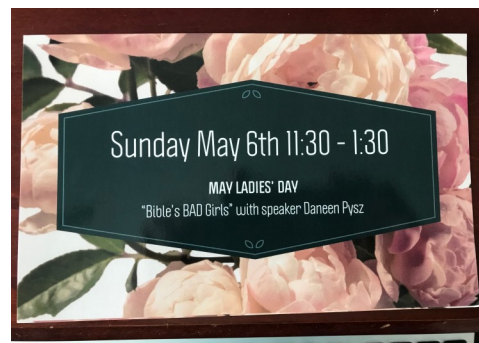 Sunday May 6th 11:30 - 1:30
MAY LADIES' DAY
"Bible's BAD Girls" with speaker Daneen Pysz